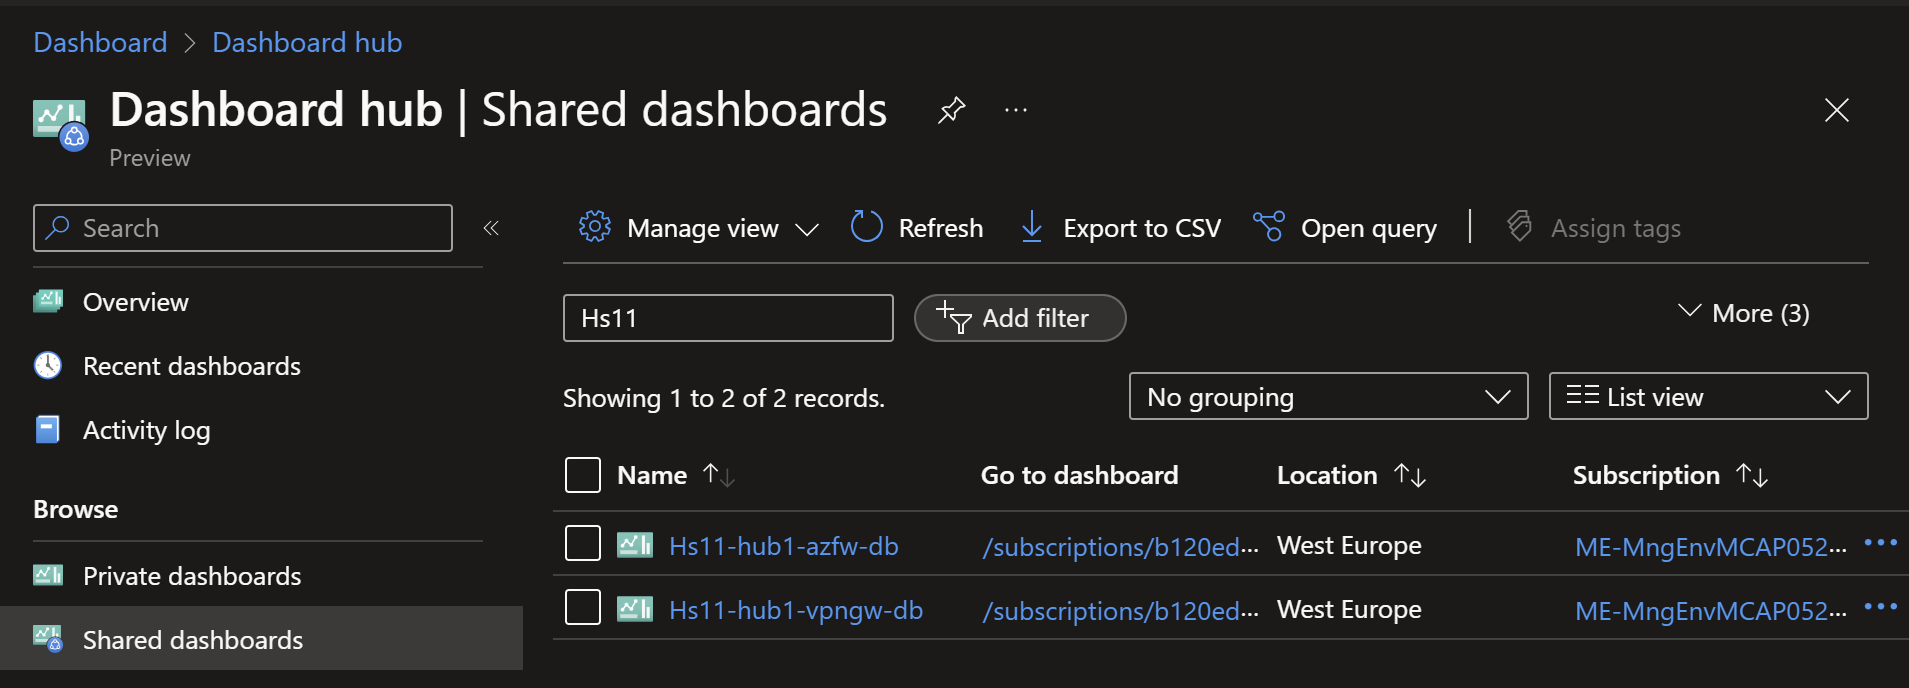 Dashboard > Dashboard hub
Dashboard hub | Shared dashboards ...
Preview
Search «
Manage view Refresh Export to CSV Open query | Assign tags
Overview
Recent dashboards
Activity log
Browse
Private dashboards
Shared dashboards
Hs11 Add filter More (3)
Showing 1 to 2 of 2 records. No grouping List view
Name ↑↓ Go to dashboard Location ↑↓ Subscription ↑↓
Hs11-hub1-azfw-db /subscriptions/b120ed... West Europe ME-MngEnvMCAP052... ...
Hs11-hub1-vpngw-db /subscriptions/b120ed... West Europe ME-MngEnvMCAP052... ...